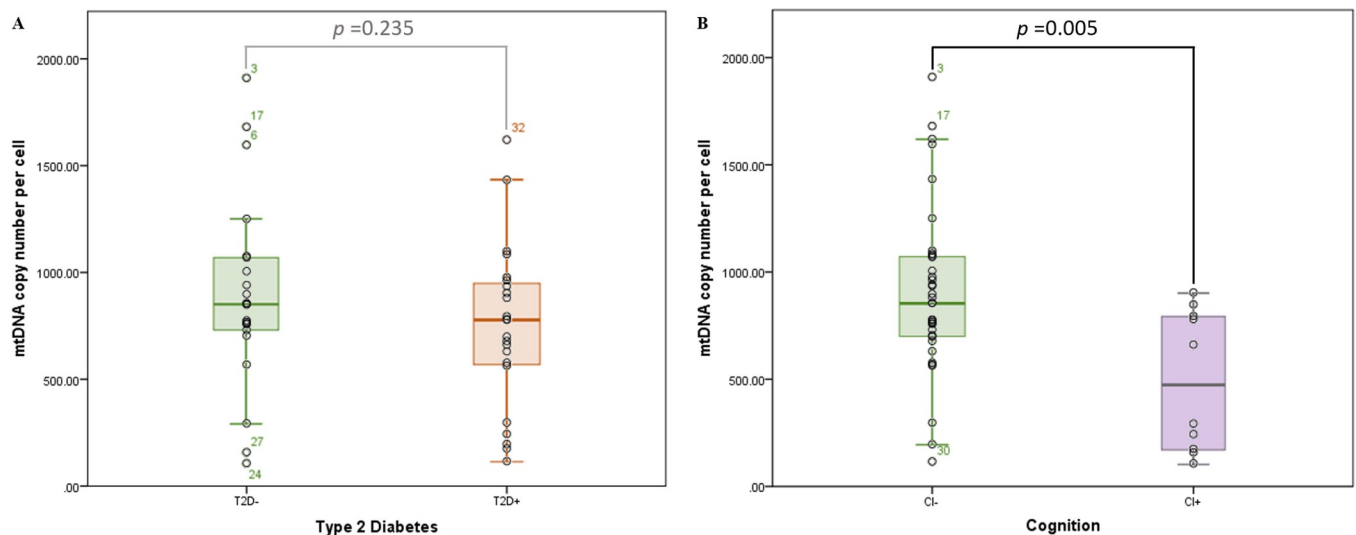 A
p =0.235
2000.00
1500.00
1000.00
500.00
.00
mtDNA copy number per cell
3
17
6
27
24
32
T2D-
T2D+
Type 2 Diabetes
B
p =0.005
2000.00
1500.00
1000.00
500.00
.00
mtDNA copy number per cell
3
17
30
CI-
CI+
Cognition